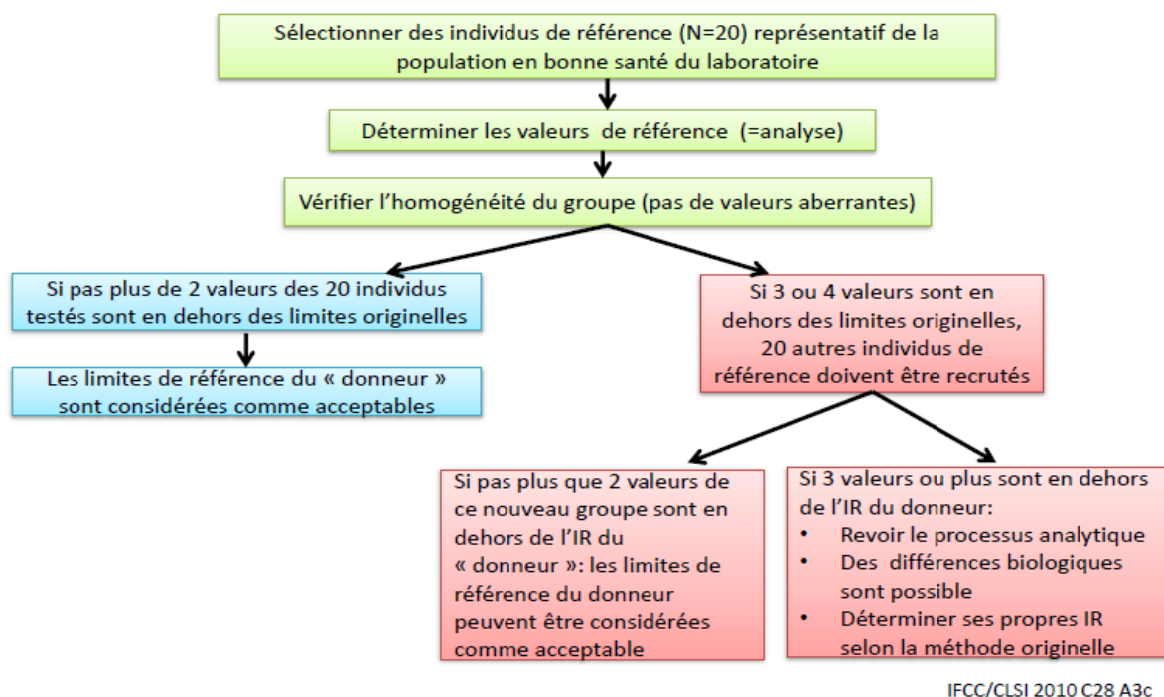 Sélectionner des individus de référence (N=20) représentatif de la
population en bonne santé du laboratoire
Déterminer les valeurs de référence (=analyse)
Vérifier l'homogénéité du groupe (pas de valeurs aberrantes)
Si pas plus de 2 valeurs des 20 individus
testés sont en dehors des limites originelles
Les limites de référence du « donneur »
sont considérées comme acceptables
Si 3 ou 4 valeurs sont en
dehors des limites originelles,
20 autres individus de
référence doivent être recrutés
Si pas plus que 2 valeurs de
ce nouveau groupe sont en
dehors de l'IR du
« donneur »: les limites de
référence du donneur
peuvent être considérées
comme acceptable
Si 3 valeurs ou plus sont en dehors
de l'IR du donneur:
• Revoir le processus analytique
• Des différences biologiques
sont possible
• Déterminer ses propres IR
selon la méthode originelle
IFCC/CLSI 2010 C28 A3c